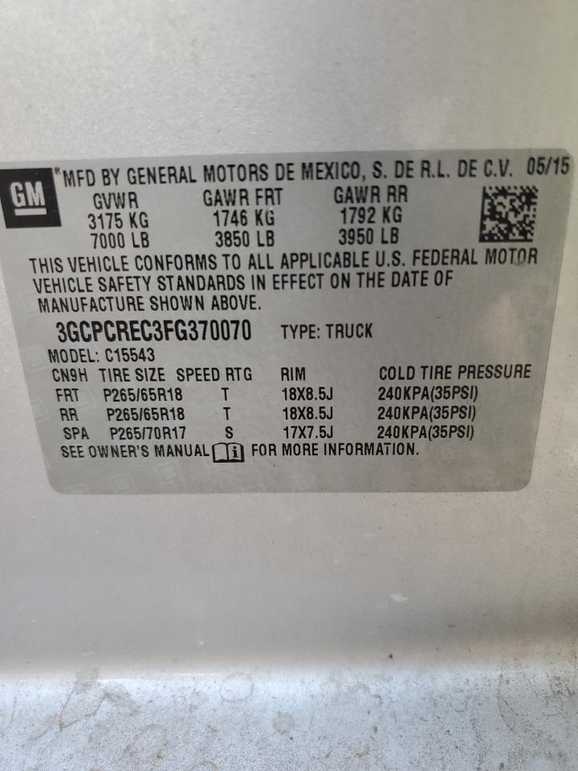 GM
*MFD BY GENERAL MOTORS DE MEXICO, S. DE R.L. DE C.V. 05/15
GVWR GAWR FRT GAWR RR
3175 KG 1746 KG 1792 KG
7000 LB 3850 LB 3950 LB
THIS VEHICLE CONFORMS TO ALL APPLICABLE U.S. FEDERAL MOTOR
VEHICLE SAFETY STANDARDS IN EFFECT ON THE DATE OF
MANUFACTURE SHOWN ABOVE.
3GCPCREC3FG370070 TYPE: TRUCK
MODEL: C15543
CN9H TIRE SIZE SPEED RTG RIM COLD TIRE PRESSURE
FRT P265/65R18 T 18X8.5J 240KPA(35PSI)
RR P265/65R18 T 18X8.5J 240KPA(35PSI)
SPA P265/70R17 S 17X7.5J 240KPA(35PSI)
SEE OWNER'S MANUAL i FOR MORE INFORMATION.